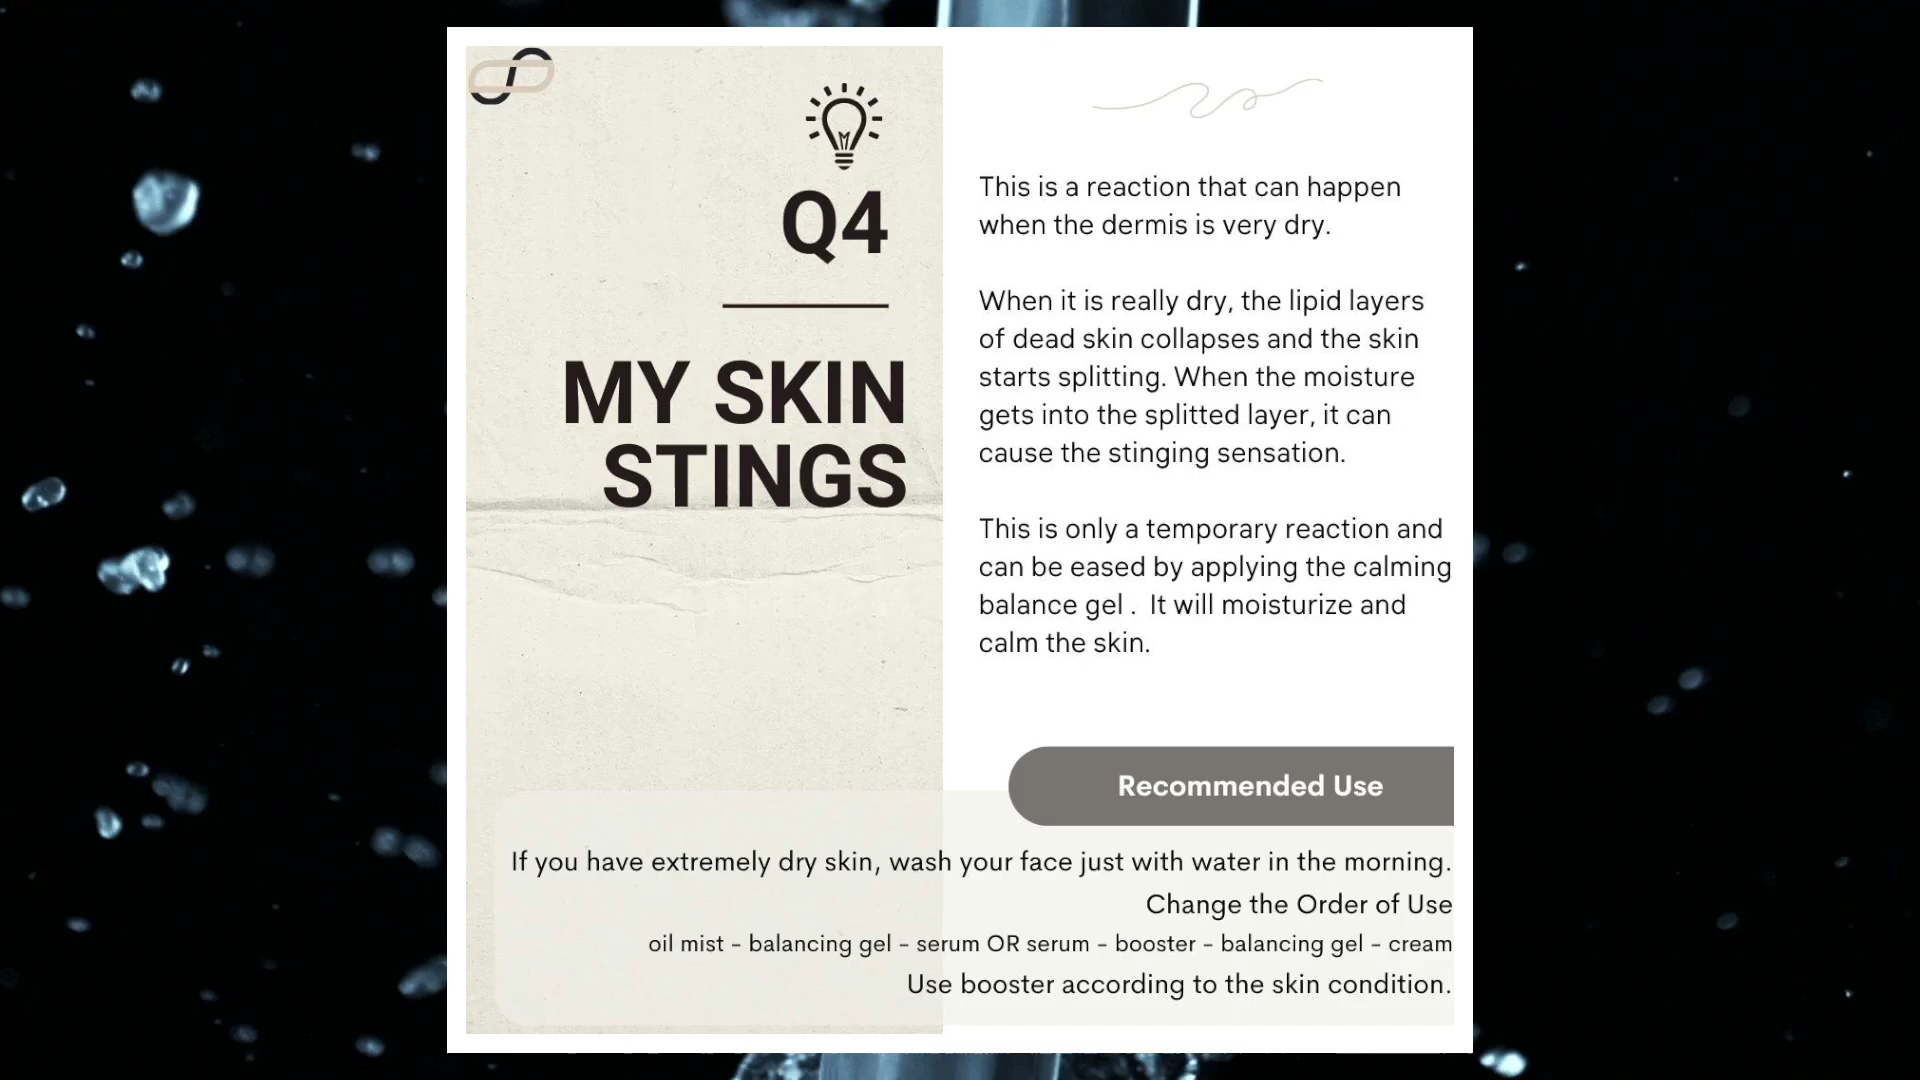 Q4
MY SKIN
STINGS
This is a reaction that can happen
when the dermis is very dry.
When it is really dry, the lipid layers
of dead skin collapses and the skin
starts splitting. When the moisture
gets into the splitted layer, it can
cause the stinging sensation.
This is only a temporary reaction and
can be eased by applying the calming
balance gel . It will moisturize and
calm the skin.
Recommended Use
If you have extremely dry skin, wash your face just with water in the morning.
Change the Order of Use
oil mist - balancing gel - serum OR serum - booster - balancing gel - cream
Use booster according to the skin condition.